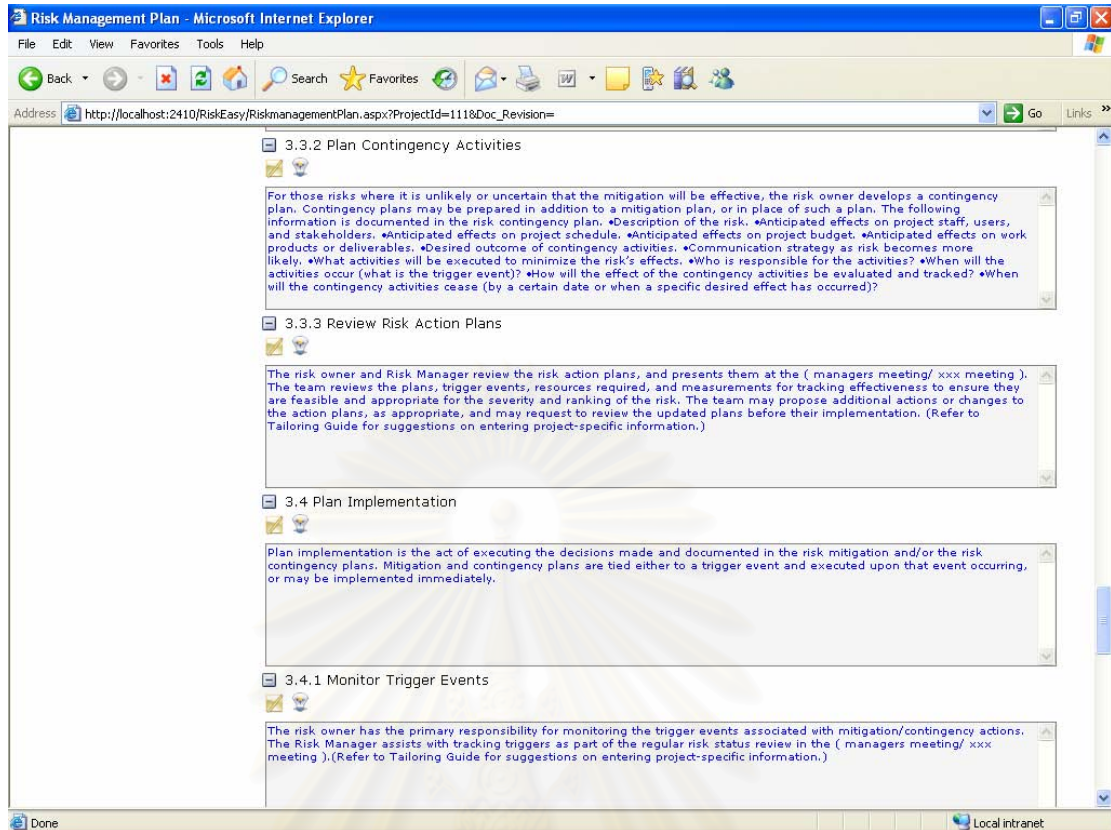 Risk Management Plan - Microsoft Internet Explorer
File Edit View Favorites Tools Help
Back Search Favorites
Address http://localhost:2410/RiskEasy/RiskmanagementPlan.aspx?ProjectId=111&Doc_Revision= Go Links »
3.3.2 Plan Contingency Activities
For those risks where it is unlikely or uncertain that the mitigation will be effective, the risk owner develops a contingency
plan. Contingency plans may be prepared in addition to a mitigation plan, or in place of such a plan. The following
information is documented in the risk contingency plan. •Description of the risk. •Anticipated effects on project staff, users,
and stakeholders. •Anticipated effects on project schedule. •Anticipated effects on project budget. •Anticipated effects on work
products or deliverables. •Desired outcome of contingency activities. •Communication strategy as risk becomes more
likely. •What activities will be executed to minimize the risk's effects. •Who is responsible for the activities? •When will the
activities occur (what is the trigger event)? •How will the effect of the contingency activities be evaluated and tracked? •When
will the contingency activities cease (by a certain date or when a specific desired effect has occurred)?
3.3.3 Review Risk Action Plans
The risk owner and Risk Manager review the risk action plans, and presents them at the ( managers meeting/ xxx meeting ).
The team reviews the plans, trigger events, resources required, and measurements for tracking effectiveness to ensure they
are feasible and appropriate for the severity and ranking of the risk. The team may propose additional actions or changes to
the action plans, as appropriate, and may request to review the updated plans before their implementation. (Refer to
Tailoring Guide for suggestions on entering project-specific information.)
3.4 Plan Implementation
Plan implementation is the act of executing the decisions made and documented in the risk mitigation and/or the risk
contingency plans. Mitigation and contingency plans are tied either to a trigger event and executed upon that event occurring,
or may be implemented immediately.
3.4.1 Monitor Trigger Events
The risk owner has the primary responsibility for monitoring the trigger events associated with mitigation/contingency actions.
The Risk Manager assists with tracking triggers as part of the regular risk status review in the ( managers meeting/ xxx
meeting ).(Refer to Tailoring Guide for suggestions on entering project-specific information.)
Done Local intranet